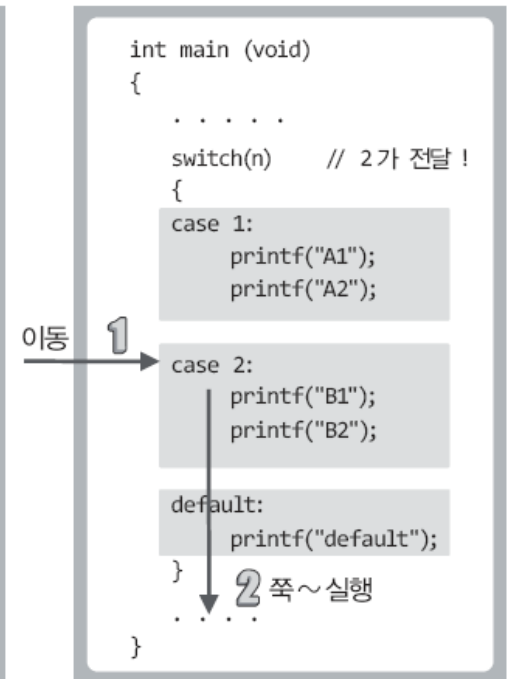 int main (void)
{
. . . . .
switch(n) // 2가 전달 !
{
case 1:
printf("A1");
printf("A2");
이동 1
case 2:
printf("B1");
printf("B2");
default:
printf("default");
}
2 쭉~실행
. . . .
}